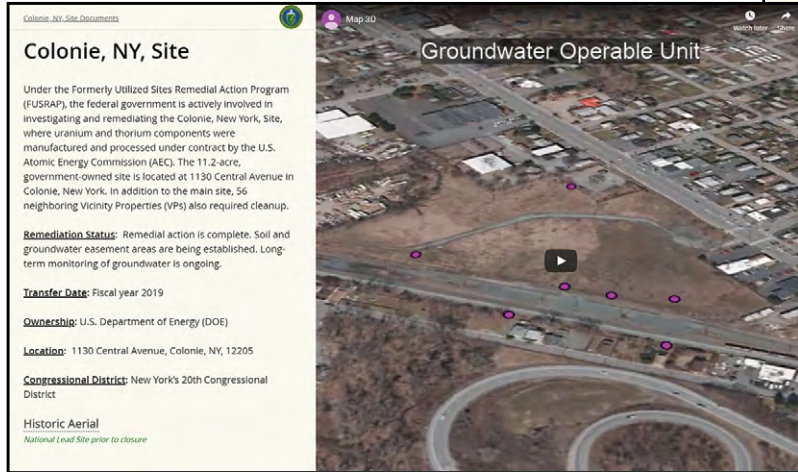 Colonie, NY, Site Documents
Colonie, NY, Site
Under the Formerly Utilized Sites Remedial Action Program
(FUSRAP), the federal government is actively involved in
investigating and remediating the Colonie, New York, Site,
where uranium and thorium components were
manufactured and processed under contract by the U.S.
Atomic Energy Commission (AEC). The 11.2-acre,
government-owned site is located at 1130 Central Avenue in
Colonie, New York. In addition to the main site, 56
neighboring Vicinity Properties (VPs) also required cleanup.
Remediation Status: Remedial action is complete. Soil and
groundwater easement areas are being established. Long-
term monitoring of groundwater is ongoing.
Transfer Date: Fiscal year 2019
Ownership: U.S. Department of Energy (DOE)
Location: 1130 Central Avenue, Colonie, NY, 12205
Congressional District: New York's 20th Congressional
District
Historic Aerial
National Lead Site prior to closure
Map 3D
Watch later Share
Groundwater Operable Unit